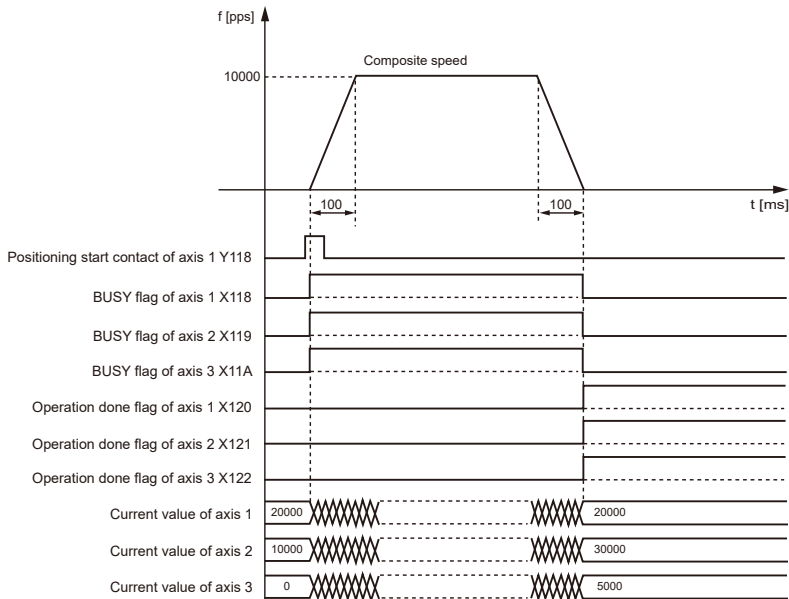 f [pps]
Composite speed
10000
100
100
t [ms]
Positioning start contact of axis 1 Y118
BUSY flag of axis 1 X118
BUSY flag of axis 2 X119
BUSY flag of axis 3 X11A
Operation done flag of axis 1 X120
Operation done flag of axis 2 X121
Operation done flag of axis 3 X122
Current value of axis 1 20000 20000
Current value of axis 2 10000 30000
Current value of axis 3 0 5000